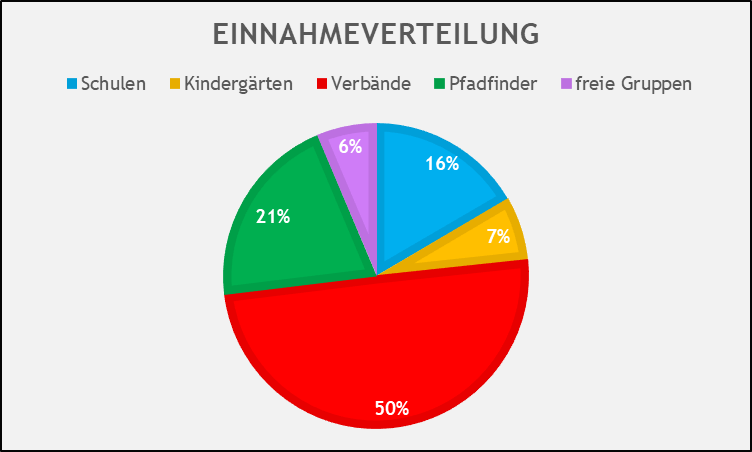 EINNAHMEVERTEILUNG
Schulen Kindergärten Verbände Pfadfinder freie Gruppen
6% 16%
21% 7%
50%